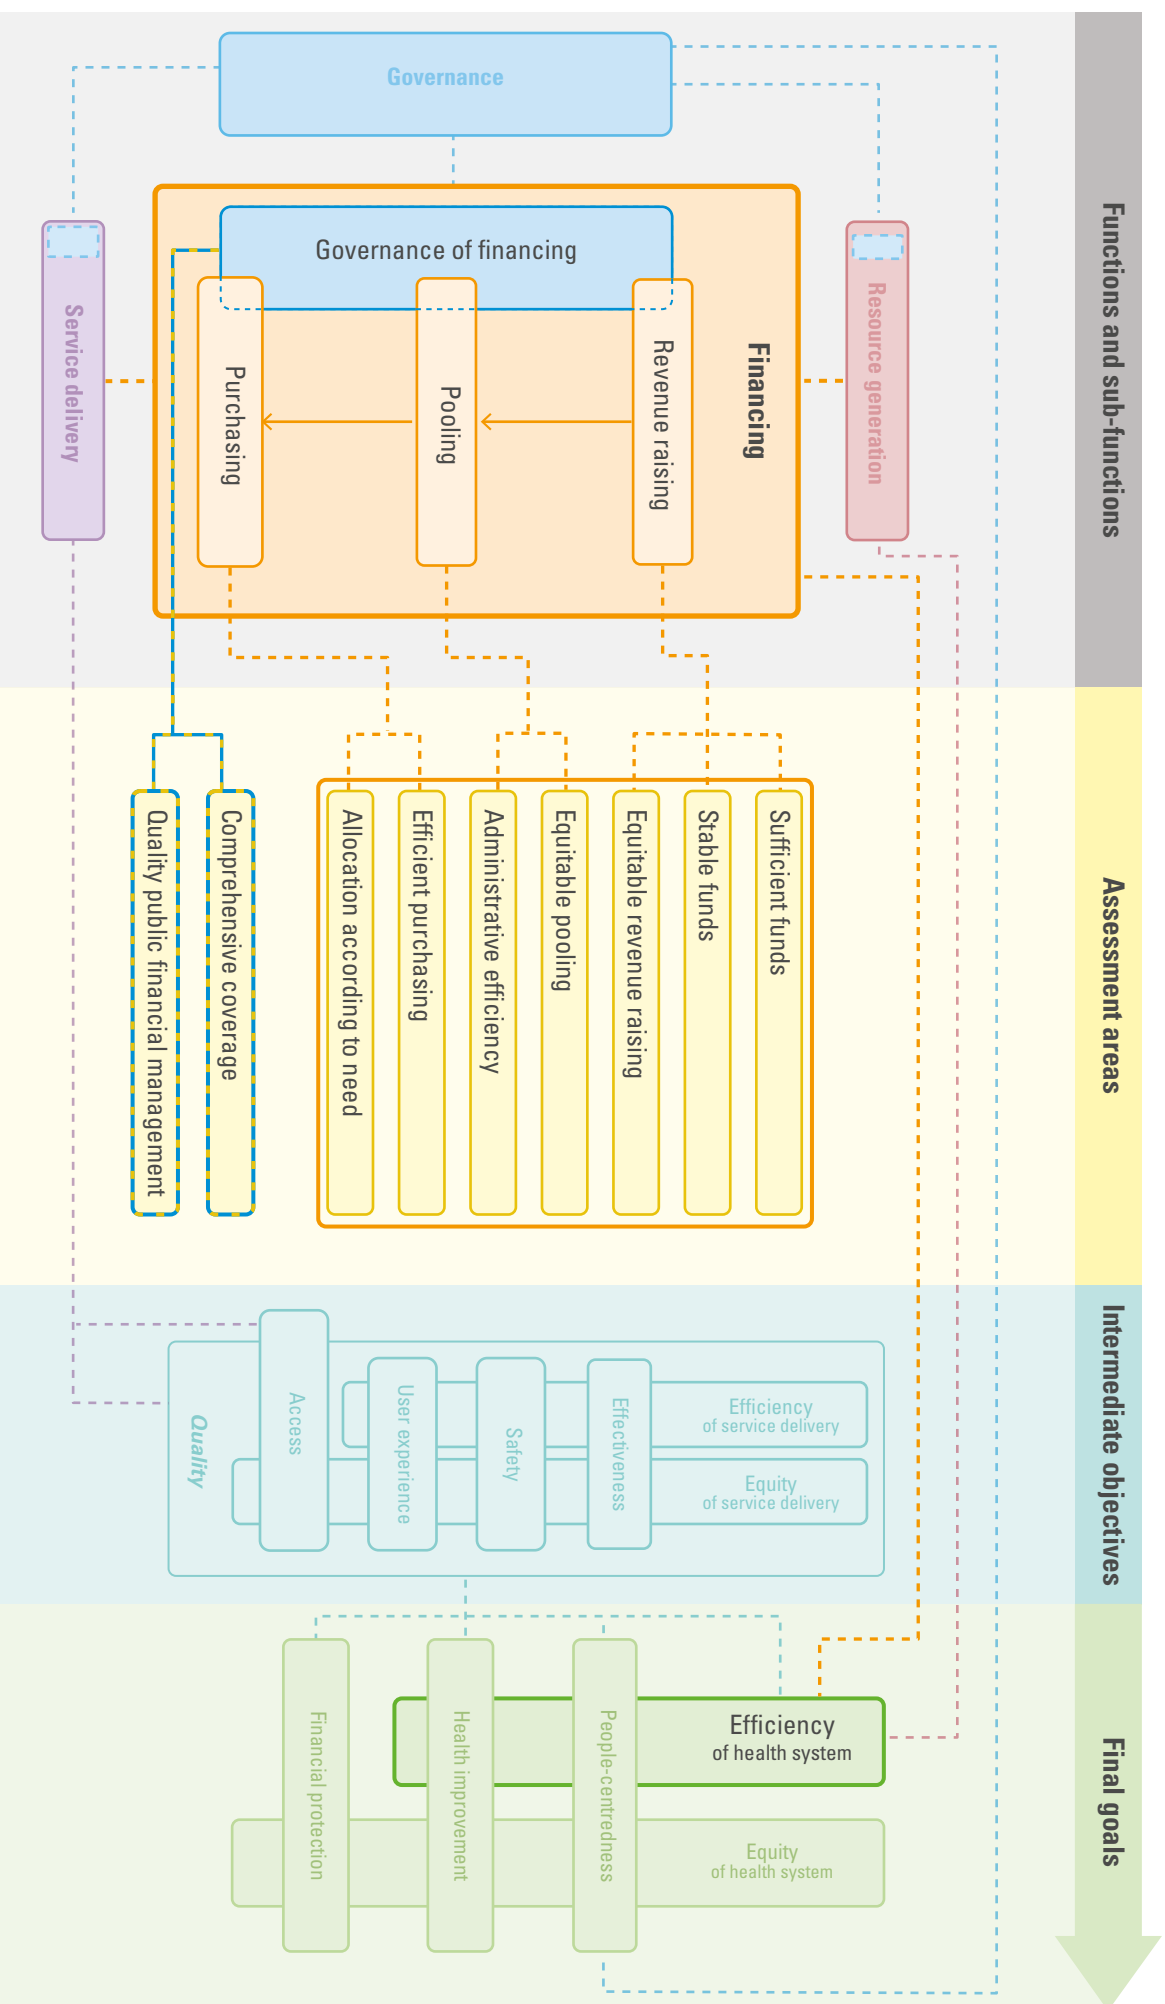 Functions and sub-functions
Governance
Governance of financing
Financing
Revenue raising
Pooling
Purchasing
Resource generation
Service delivery
Assessment areas
Sufficient funds
Stable funds
Equitable revenue raising
Equitable pooling
Administrative efficiency
Efficient purchasing
Allocation according to need
Comprehensive coverage
Quality public financial management
Intermediate objectives
Efficiency
of service delivery
Equity
of service delivery
Effectiveness
Safety
User experience
Access
Quality
Final goals
Efficiency
of health system
Equity
of health system
People-centredness
Health improvement
Financial protection